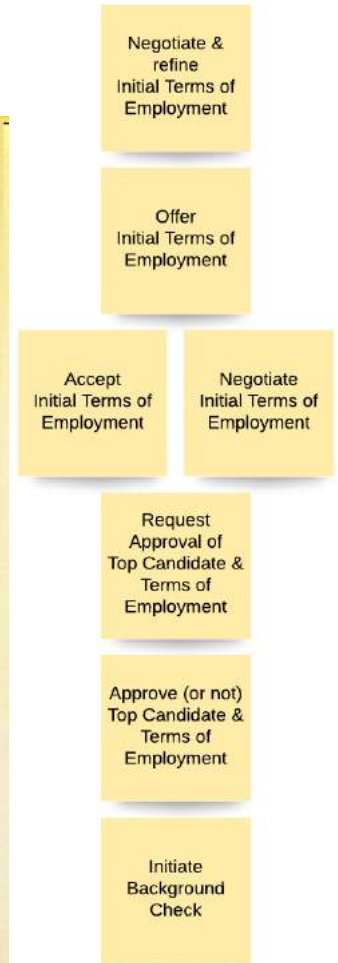 Negotiate &
refine
Initial Terms of
Employment
Offer
Initial Terms of
Employment
Accept
Initial Terms of
Employment
Negotiate
Initial Terms of
Employment
Request
Approval of
Top Candidate &
Terms of
Employment
Approve (or not)
Top Candidate &
Terms of
Employment
Initiate
Background
Check